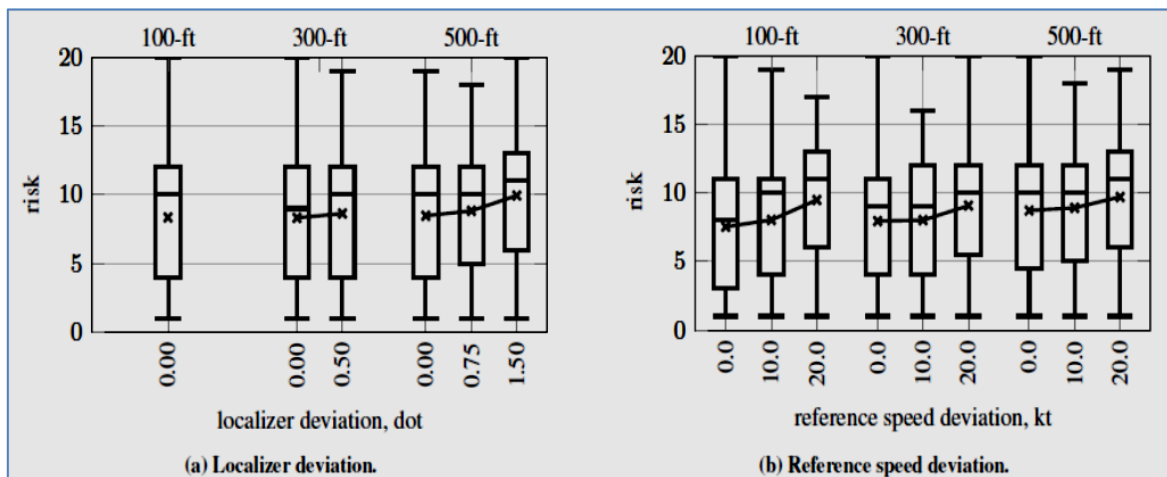 100-ft 300-ft 500-ft
20
15
10
5
0
risk
0.00 0.00 0.50 0.00 0.75 1.50
localizer deviation, dot
(a) Localizer deviation.
100-ft 300-ft 500-ft
20
15
10
5
0
risk
0.0 10.0 20.0 0.0 10.0 20.0 0.0 10.0 20.0
reference speed deviation, kt
(b) Reference speed deviation.